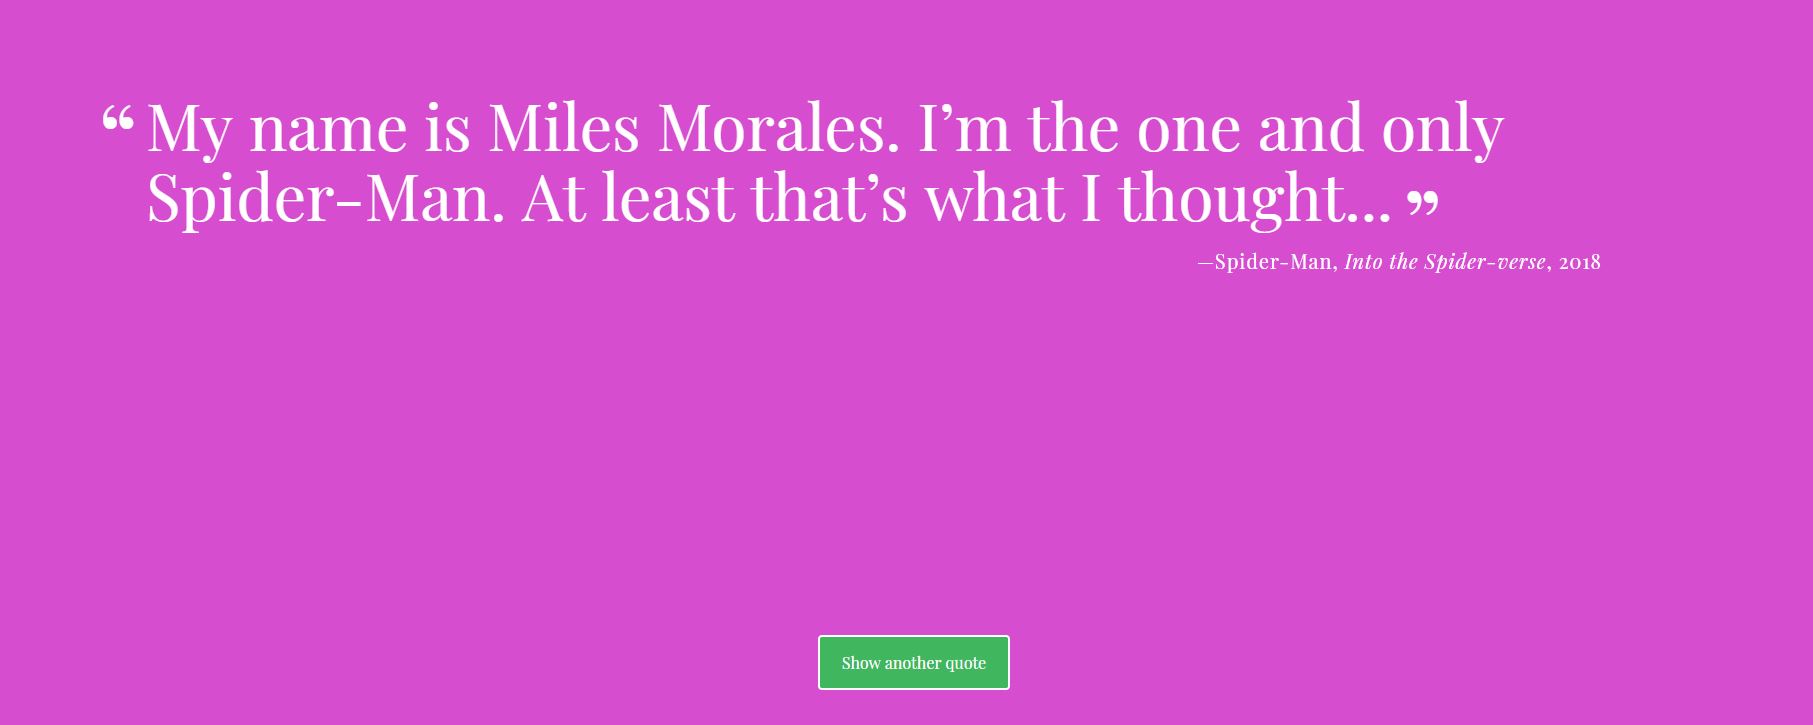 “ My name is Miles Morales. I’m the one and only
Spider-Man. At least that’s what I thought... ”
—Spider-Man, Into the Spider-verse, 2018
Show another quote